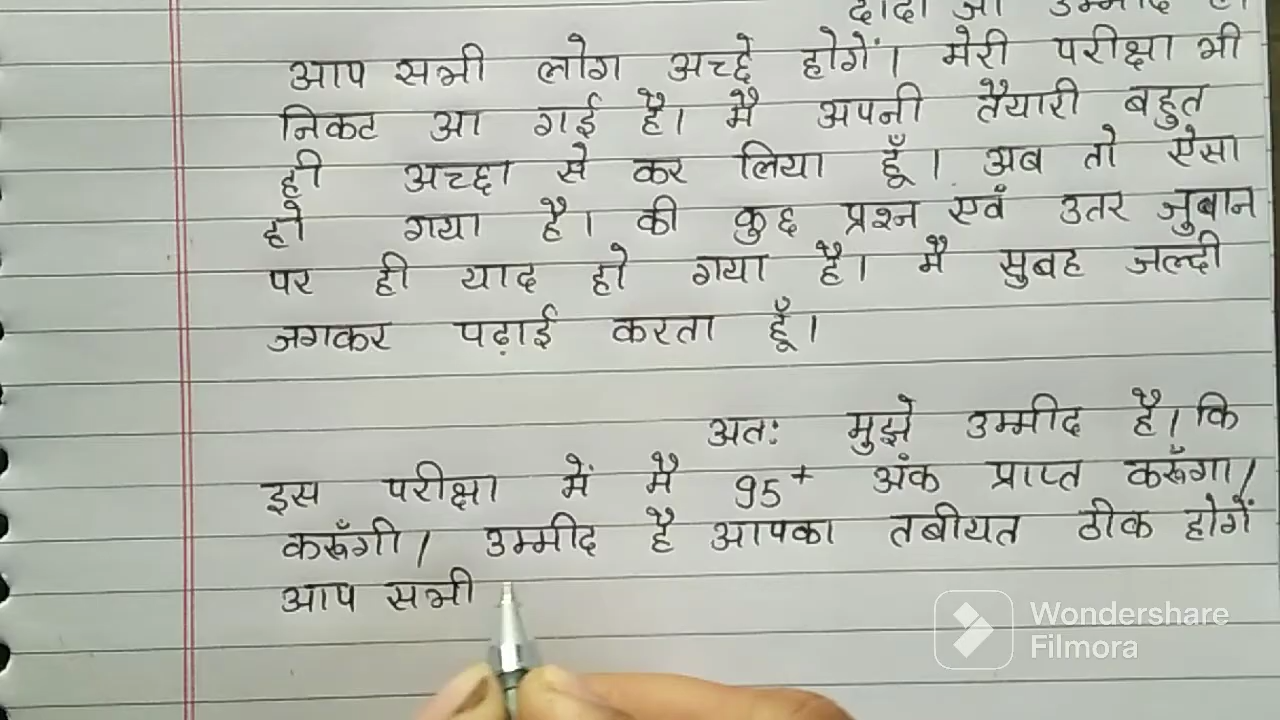 दादा जी उम्मीद है।
आप सभी लोग अच्छे होगें। मेरी परीक्षा भी
निकट आ गई है। मै अपनी तैयारी बहुत
ही अच्छा से कर लिया हूँ। अब तो ऐसा
हो गया है। की कुछ प्रश्न एंव उतर जुबान
पर ही याद हो गया है। मै सुबह जल्दी
जगकर पढ़ाई करता हूँ।
अतः मुझे उम्मीद है। कि
इस परीक्षा में मै 95+ अंक प्राप्त करूँगा/
करूँगी/ उम्मीद है आपका तबीयत ठीक होगें
आप सभी
Wondershare
Filmora